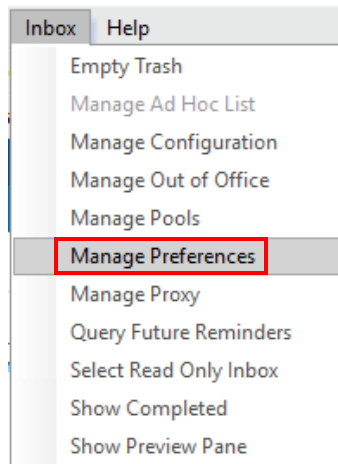 Inbox Help
Empty Trash
Manage Ad Hoc List
Manage Configuration
Manage Out of Office
Manage Pools
Manage Preferences
Manage Proxy
Query Future Reminders
Select Read Only Inbox
Show Completed
Show Preview Pane